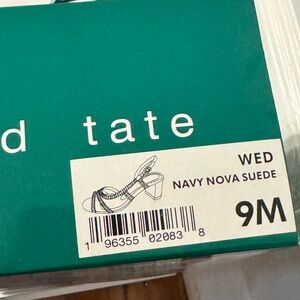 d tate
WED
NAVY NOVA SUEDE
9M
1 96355 02083 8